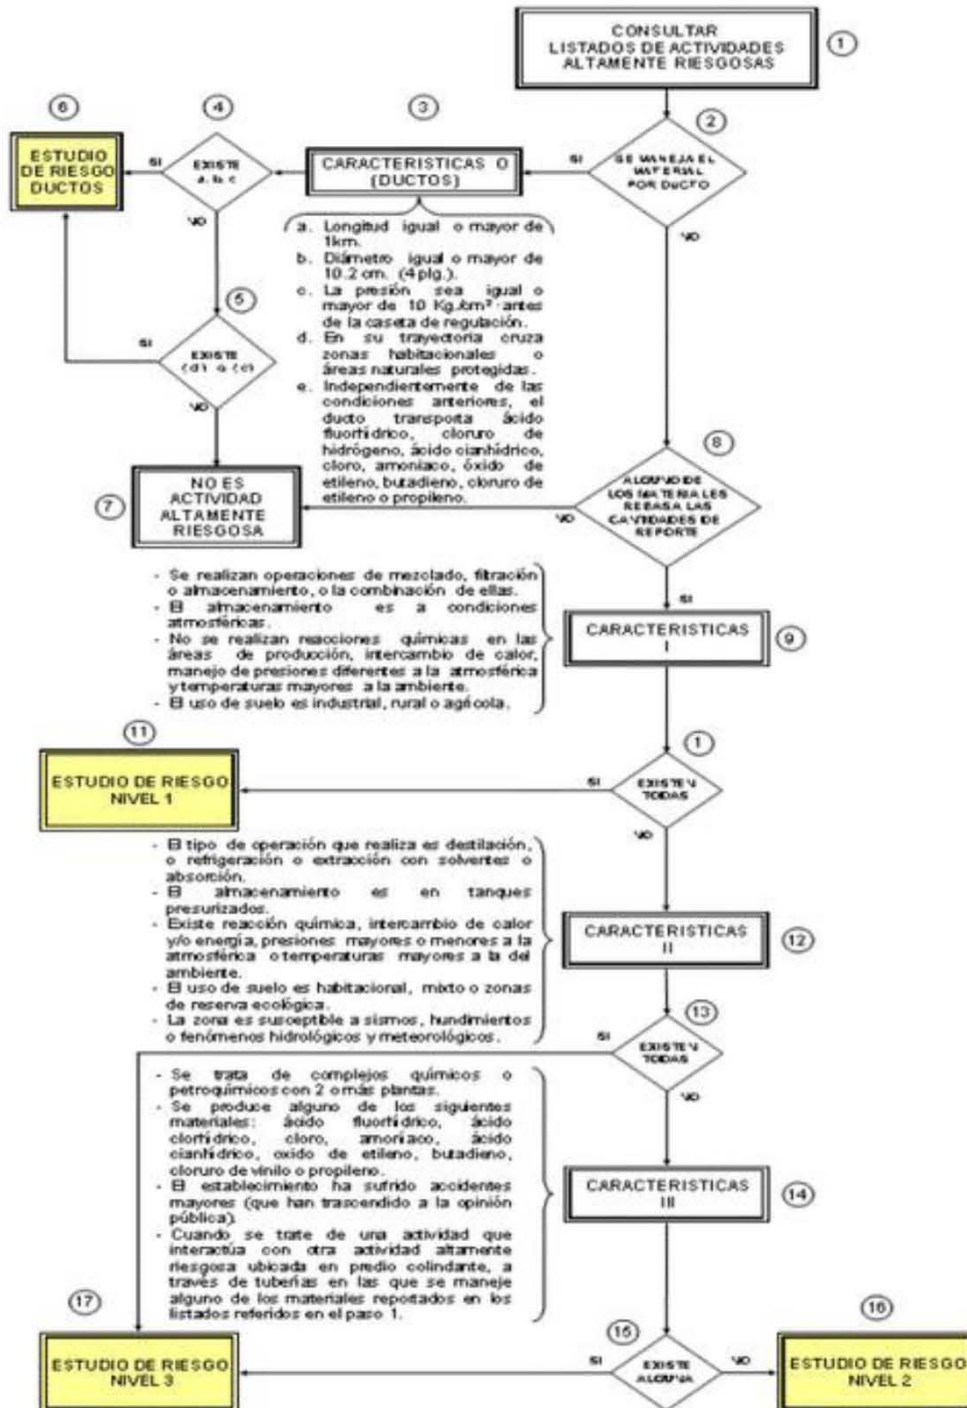 CONSULTAR
LISTADOS DE ACTIVIDADES
ALTAMENTE RIESGOSAS
1
2
SE MANEJA EL
MATERIAL
POR DUCTO
SI
NO
3
CARACTERISTICAS 0
(DUCTOS)
a. Longitud igual o mayor de
1km.
b. Diámetro igual o mayor de
10.2 cm. (4 plg.).
c. La presión sea igual o
mayor de 10 Kg./cm² antes
de la caseta de regulación.
d. En su trayectoria cruza
zonas habitacionales o
áreas naturales protegidas.
e. Independientemente de las
condiciones anteriores, el
ducto transporta ácido
fluorhídrico, cloruro de
hidrógeno, ácido cianhídrico,
cloro, amoniaco, óxido de
etileno, butadieno, cloruro de
etileno o propileno.
4
EXISTE
a, b, c
SI
NO
6
ESTUDIO
DE RIESGO
DUCTOS
5
EXISTE
(d) o (e)
SI
NO
7
NO ES
ACTIVIDAD
ALTAMENTE
RIESGOSA
8
ALGUNO DE
LOS MATERIALES
REBASA LAS
CANTIDADES DE
REPORTE
NO
SI
CARACTERISTICAS
I
9
- Se realizan operaciones de mezclado, filtración
o almacenamiento, o la combinación de ellas.
- El almacenamiento es a condiciones
atmosféricas.
- No se realizan reacciones químicas en las
áreas de producción, intercambio de calor,
manejo de presiones diferentes a la atmosférica
y temperaturas mayores a la ambiente.
- El uso de suelo es industrial, rural o agrícola.
1
EXISTEN
TODAS
SI
NO
11
ESTUDIO DE RIESGO
NIVEL 1
- El tipo de operación que realiza es destilación,
o refrigeración o extracción con solventes o
absorción.
- El almacenamiento es en tanques
presurizados.
- Existe reacción química, intercambio de calor
y/o energía, presiones mayores o menores a la
atmosférica o temperaturas mayores a la del
ambiente.
- El uso de suelo es habitacional, mixto o zonas
de reserva ecológica.
- La zona es susceptible a sismos, hundimientos
o fenómenos hidrológicos y meteorológicos.
CARACTERISTICAS
II
12
13
EXISTEN
TODAS
SI
NO
- Se trata de complejos químicos o
petroquímicos con 2 o más plantas.
- Se produce alguno de los siguientes
materiales: ácido fluorhídrico, ácido
clorhídrico, cloro, amoníaco, ácido
cianhídrico, oxido de etileno, butadieno,
cloruro de vinilo o propileno.
- El establecimiento ha sufrido accidentes
mayores (que han trascendido a la opinión
pública).
- Cuando se trate de una actividad que
interactúa con otra actividad altamente
riesgosa ubicada en predio colindante, a
través de tuberías en las que se maneje
alguno de los materiales reportados en los
listados referidos en el paso 1.
CARACTERISTICAS
III
14
15
EXISTE
ALGUNA
SI
NO
17
ESTUDIO DE RIESGO
NIVEL 3
16
ESTUDIO DE RIESGO
NIVEL 2